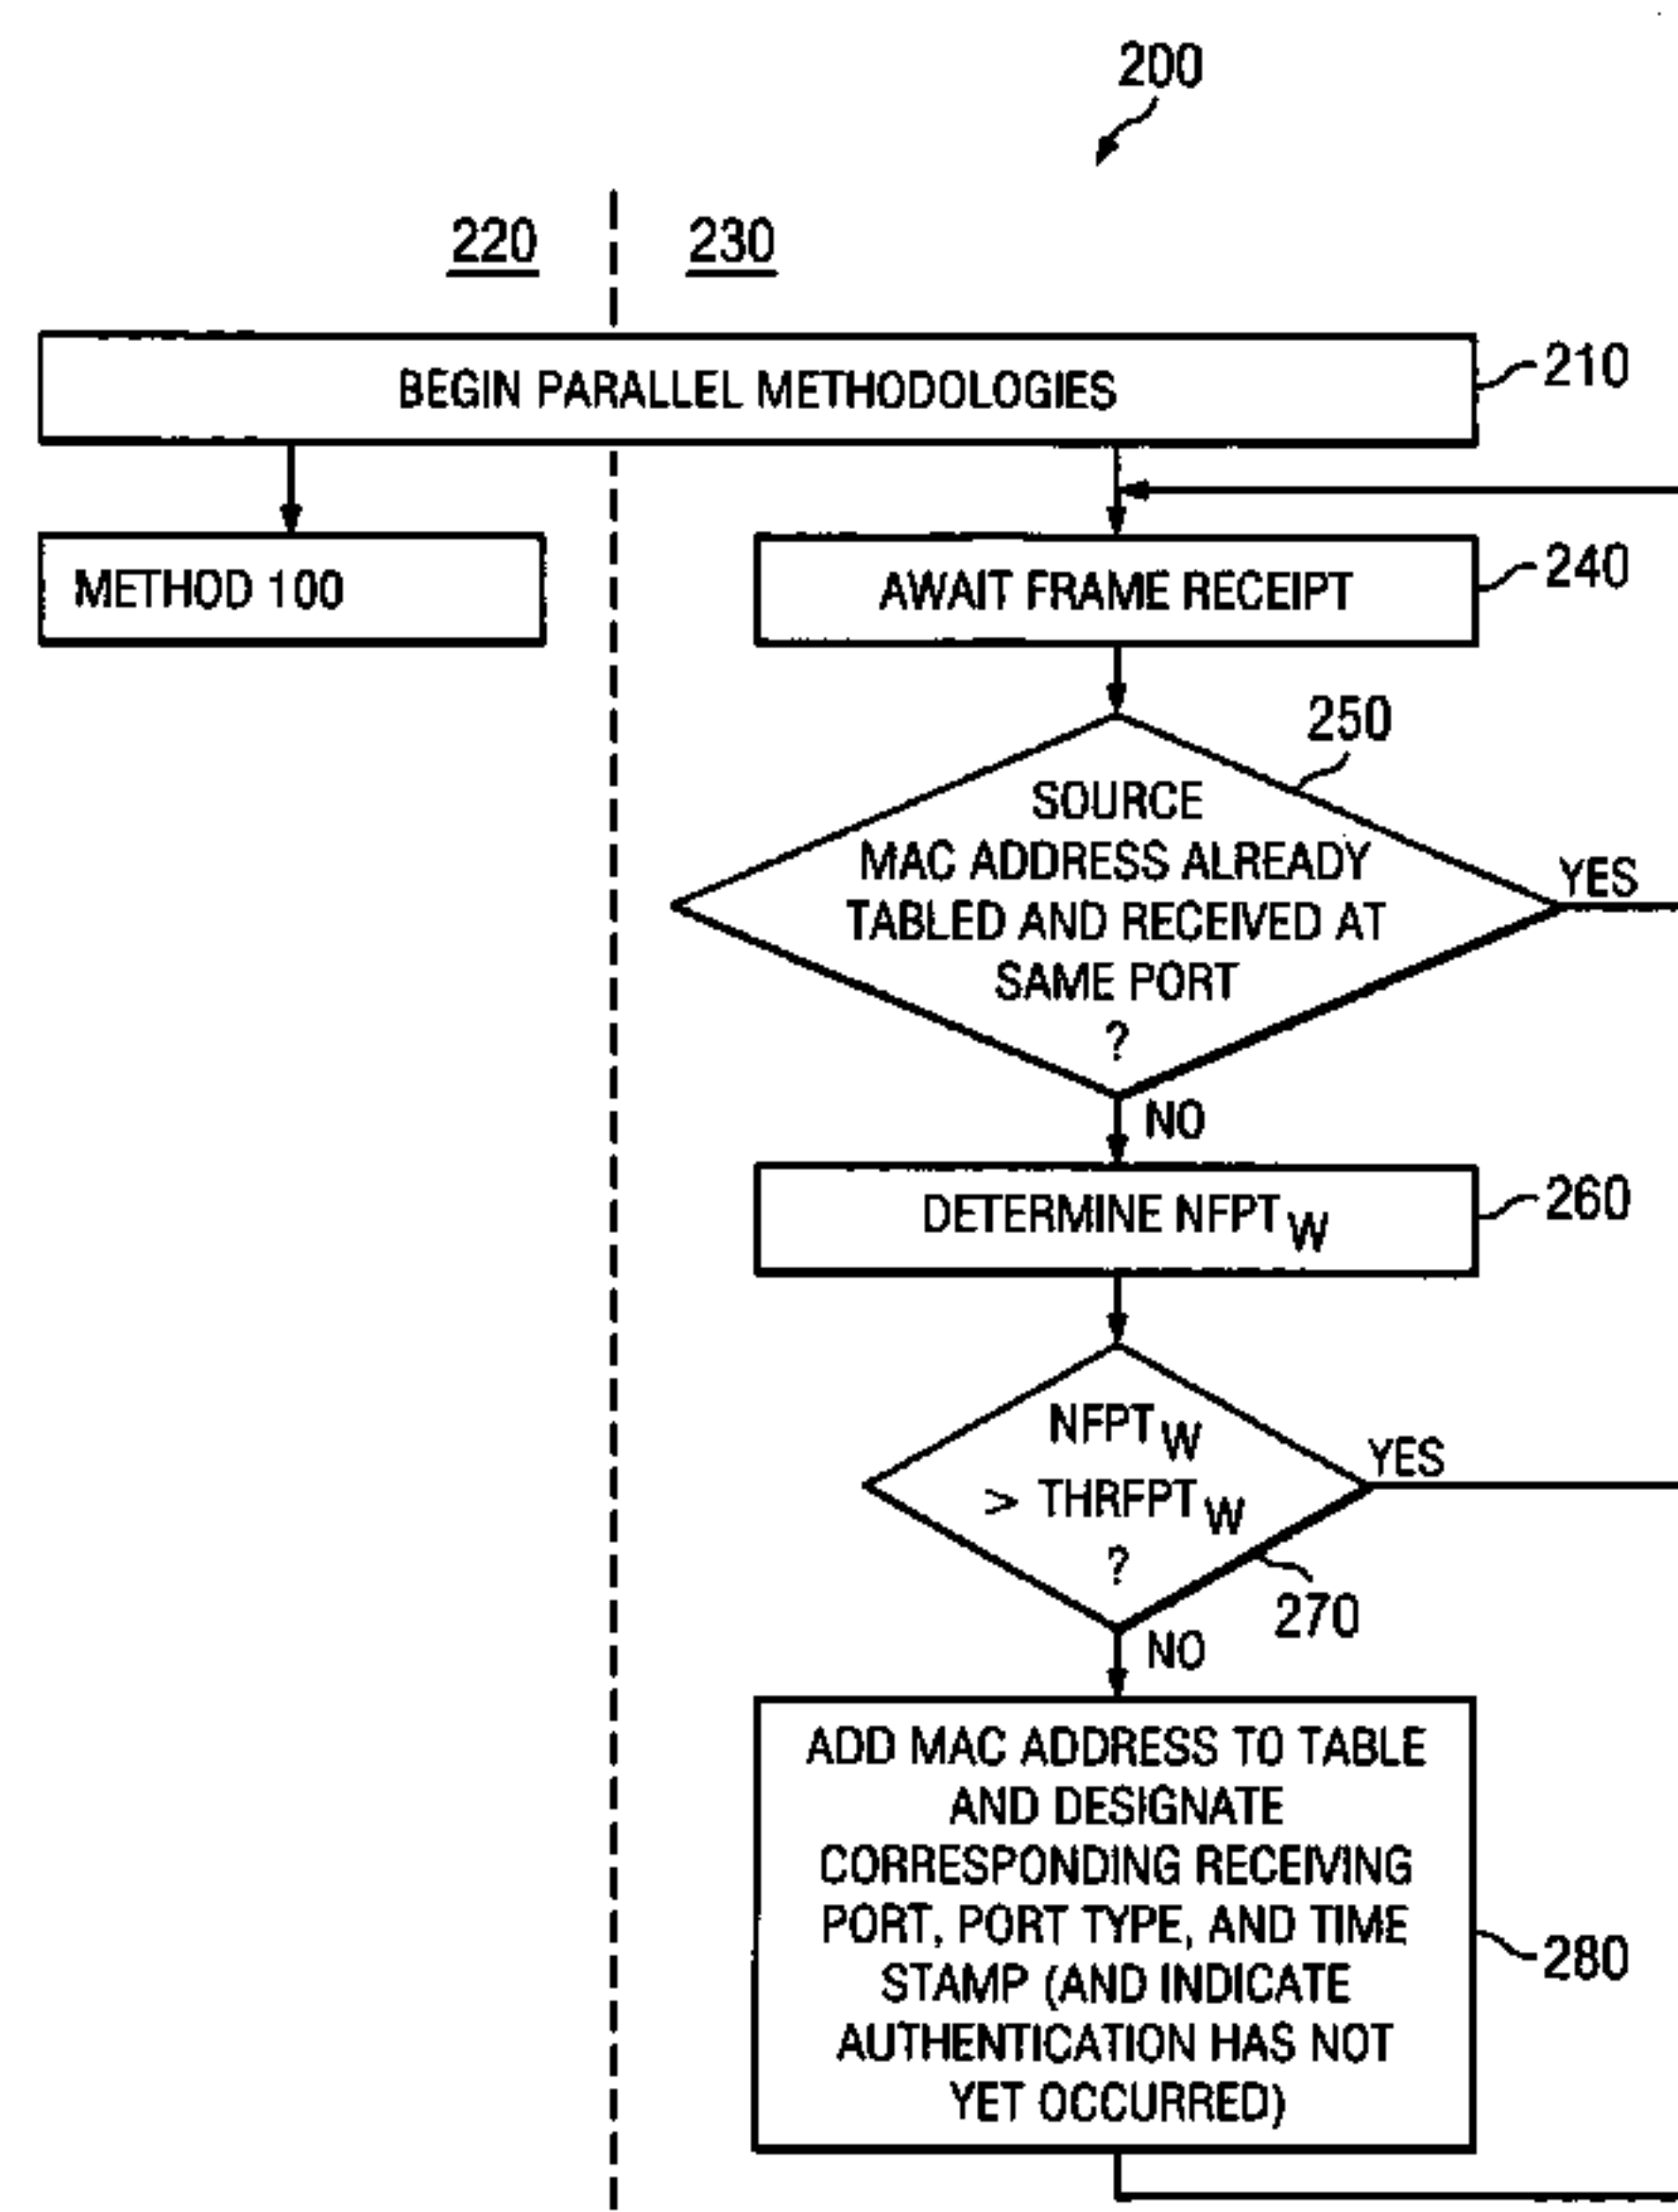 200
220
230
BEGIN PARALLEL METHODOLOGIES
210
METHOD 100
AWAIT FRAME RECEIPT
240
250
SOURCE
MAC ADDRESS ALREADY
TABLED AND RECEIVED AT
SAME PORT
?
YES
NO
DETERMINE NFPTW
260
NFPTW
> THRFPTW
?
YES
270
NO
ADD MAC ADDRESS TO TABLE
AND DESIGNATE
CORRESPONDING RECEIVING
PORT, PORT TYPE, AND TIME
STAMP (AND INDICATE
AUTHENTICATION HAS NOT
YET OCCURRED)
280